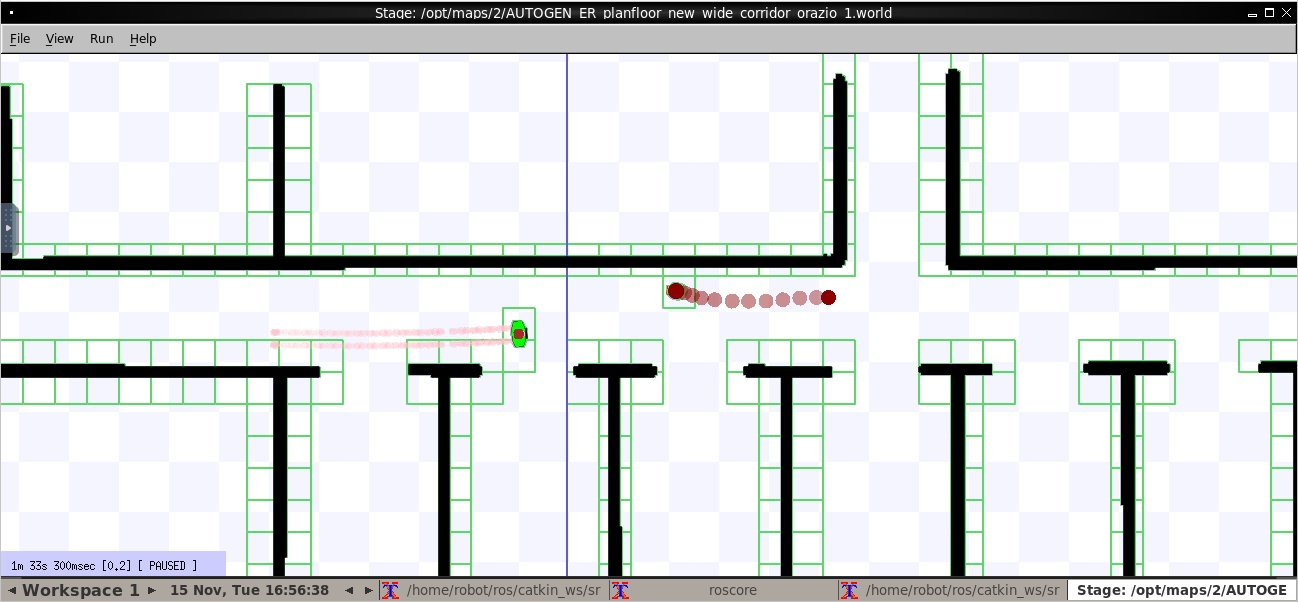 Stage: /opt/maps/2/AUTOGEN_ER_planfloor_new_wide_corridor_orazio_1.world
File View Run Help
1m 33s 300msec [0.2] [ PAUSED ]
Workspace 1 15 Nov, Tue 16:56:38 /home/robot/ros/catkin_ws/sr roscore /home/robot/ros/catkin_ws/sr Stage: /opt/maps/2/AUTOGE